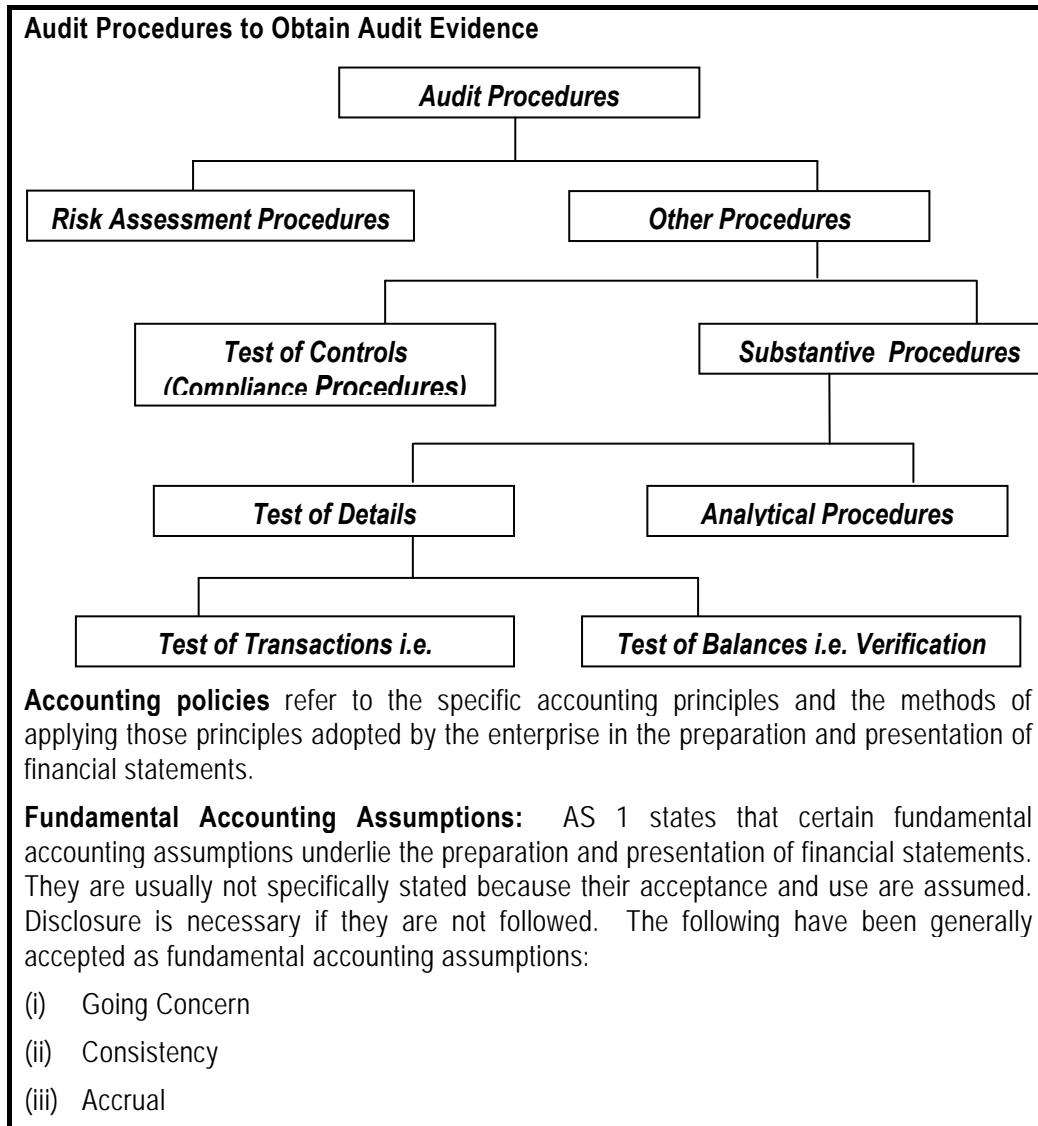 Audit Procedures to Obtain Audit Evidence
Audit Procedures
Risk Assessment Procedures
Other Procedures
Test of Controls
(Compliance Procedures)
Substantive Procedures
Test of Details
Analytical Procedures
Test of Transactions i.e.
Test of Balances i.e. Verification
Accounting policies refer to the specific accounting principles and the methods of
applying those principles adopted by the enterprise in the preparation and presentation of
financial statements.
Fundamental Accounting Assumptions: AS 1 states that certain fundamental
accounting assumptions underlie the preparation and presentation of financial statements.
They are usually not specifically stated because their acceptance and use are assumed.
Disclosure is necessary if they are not followed. The following have been generally
accepted as fundamental accounting assumptions:
(i) Going Concern
(ii) Consistency
(iii) Accrual